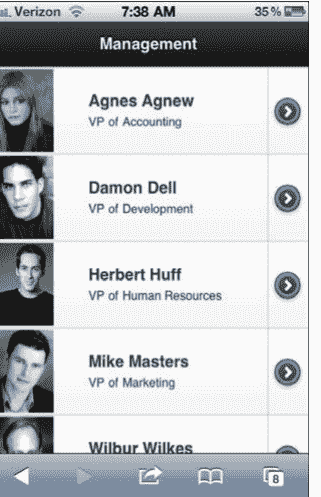 Verizon 7:38 AM 35%
Management
Agnes Agnew
VP of Accounting
Damon Dell
VP of Development
Herbert Huff
VP of Human Resources
Mike Masters
VP of Marketing
Wilbur Wilkes
8